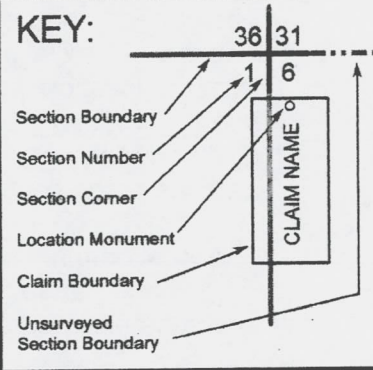 KEY:
36 31
1 6
Section Boundary
Section Number
Section Corner
Location Monument
Claim Boundary
Unsurveyed
Section Boundary
CLAIM NAME